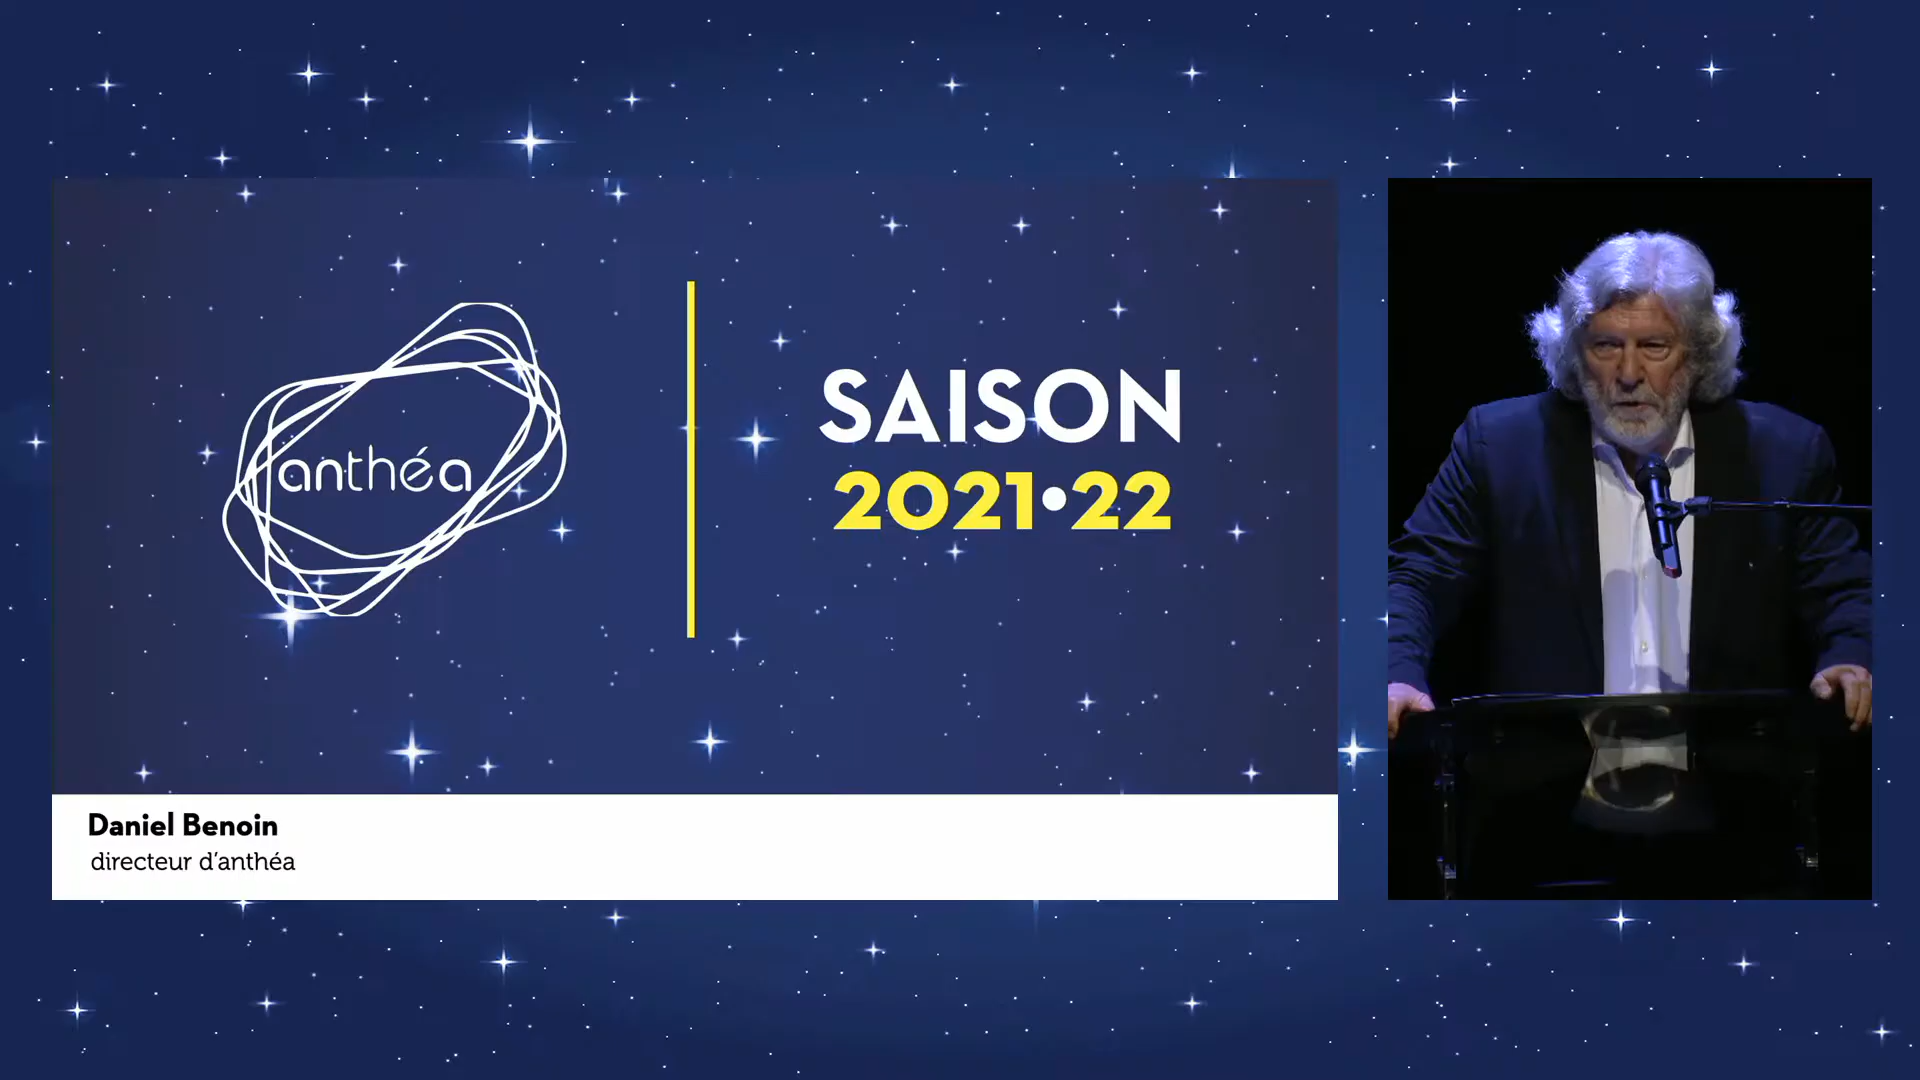 anthéa
SAISON
2021•22
Daniel Benoin
directeur d'anthéa